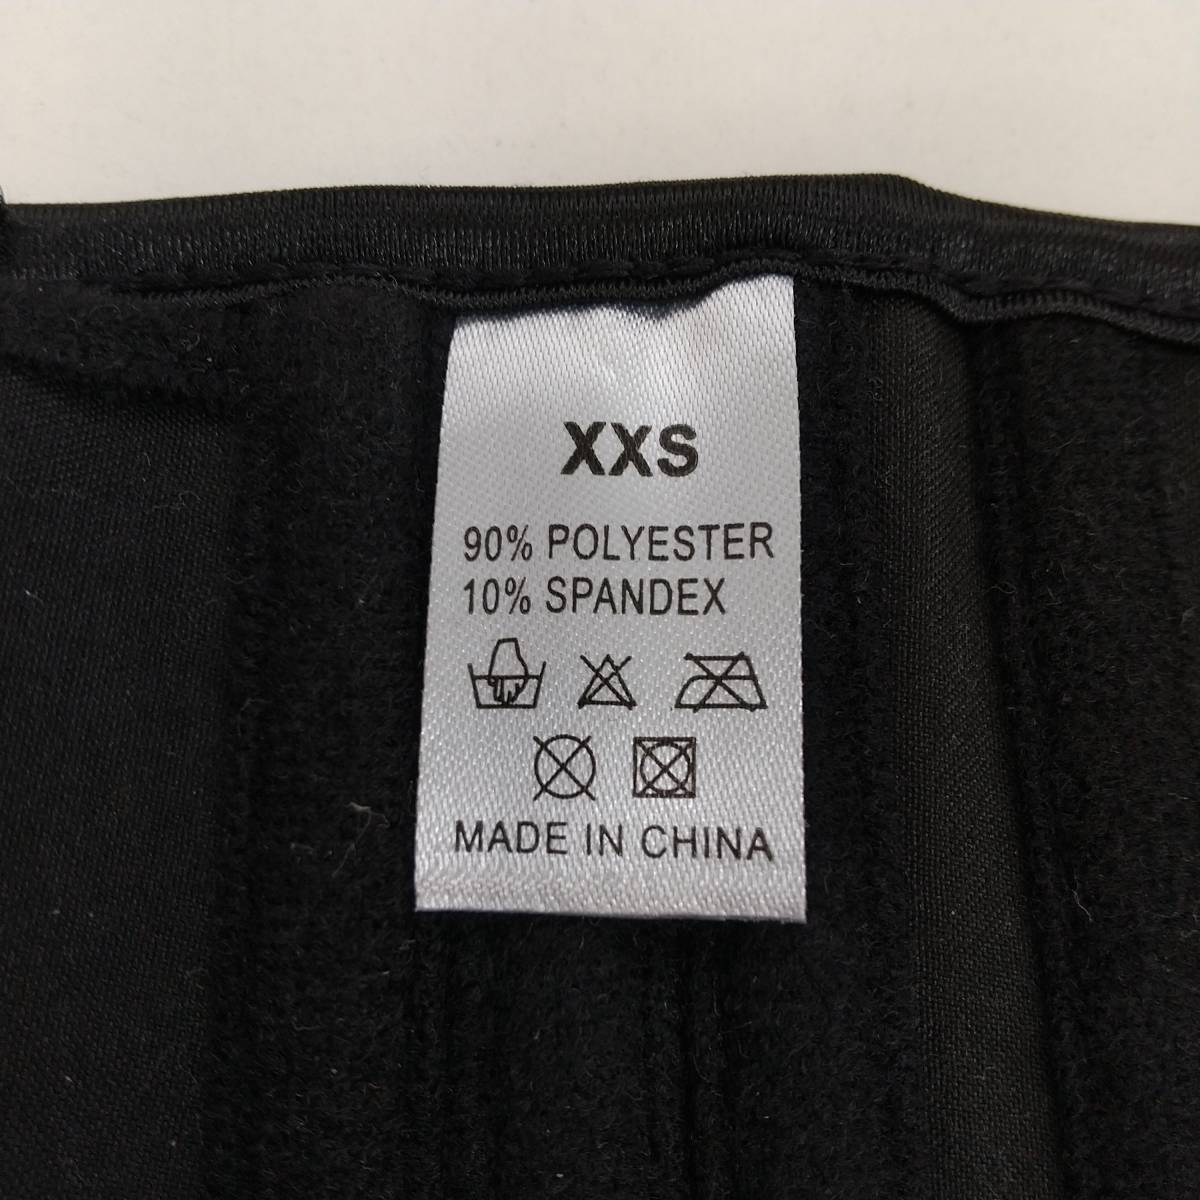 XXS
90% POLYESTER
10% SPANDEX
MADE IN CHINA